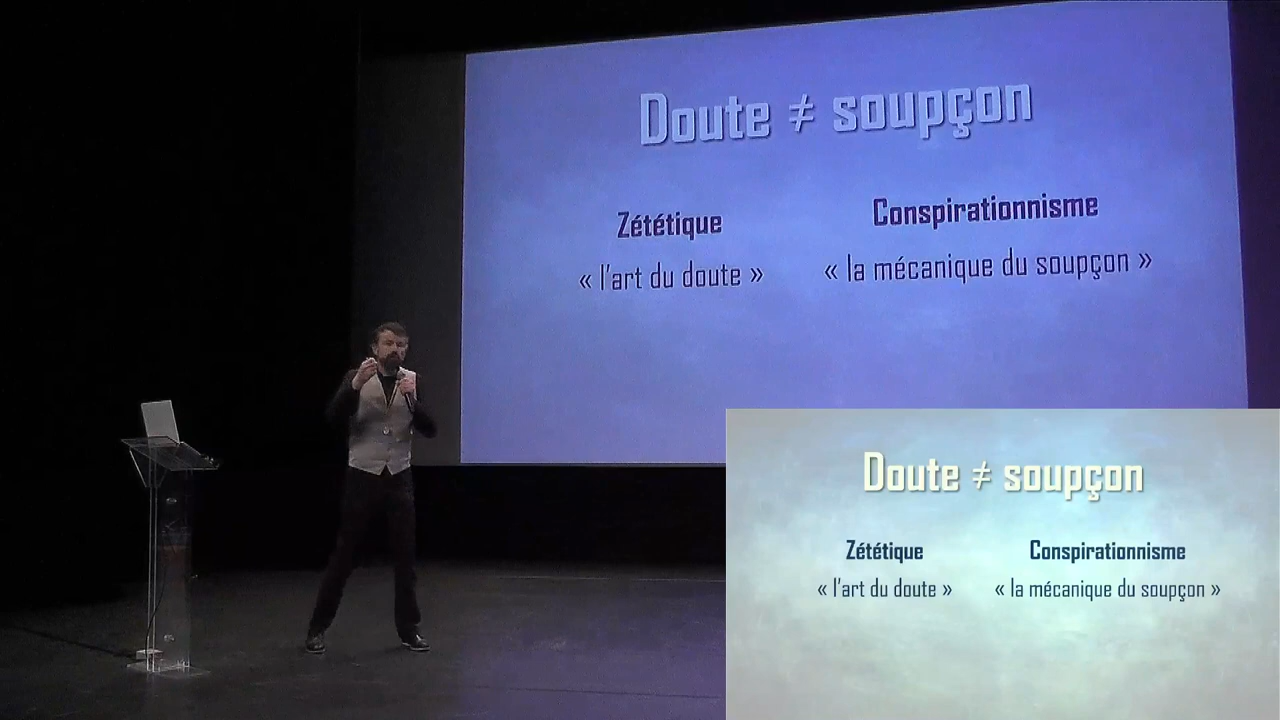 Doute ≠ soupçon
Zététique
Conspirationnisme
« l'art du doute »
« la mécanique du soupçon »
Doute ≠ soupçon
Zététique
Conspirationnisme
« l'art du doute »
« la mécanique du soupçon »